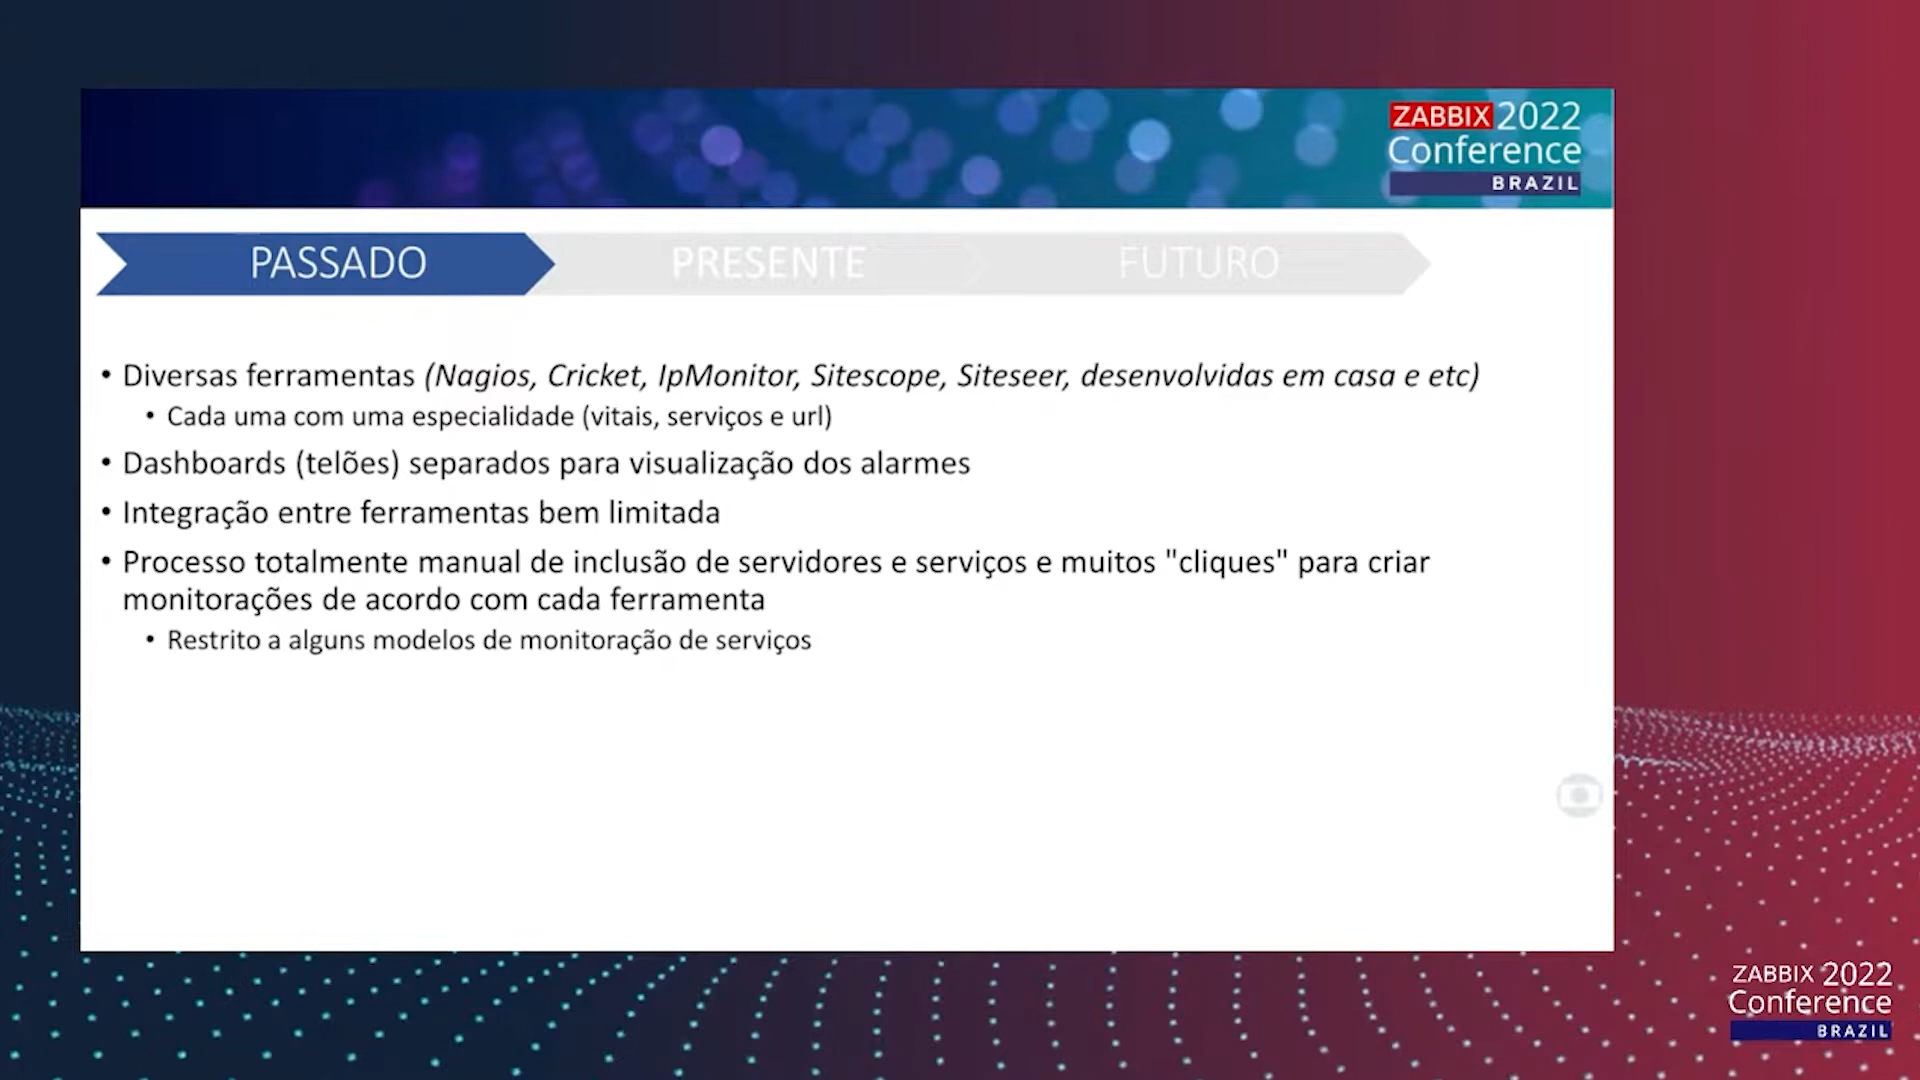 ZABBIX 2022
Conference
BRAZIL
PASSADO
PRESENTE
FUTURO
• Diversas ferramentas (Nagios, Cricket, IpMonitor, Sitescope, Siteseer, desenvolvidas em casa e etc)
• Cada uma com uma especialidade (vitais, serviços e url)
• Dashboards (telões) separados para visualização dos alarmes
• Integração entre ferramentas bem limitada
• Processo totalmente manual de inclusão de servidores e serviços e muitos "cliques" para criar
monitorações de acordo com cada ferramenta
• Restrito a alguns modelos de monitoração de serviços
ZABBIX 2022
Conference
BRAZIL